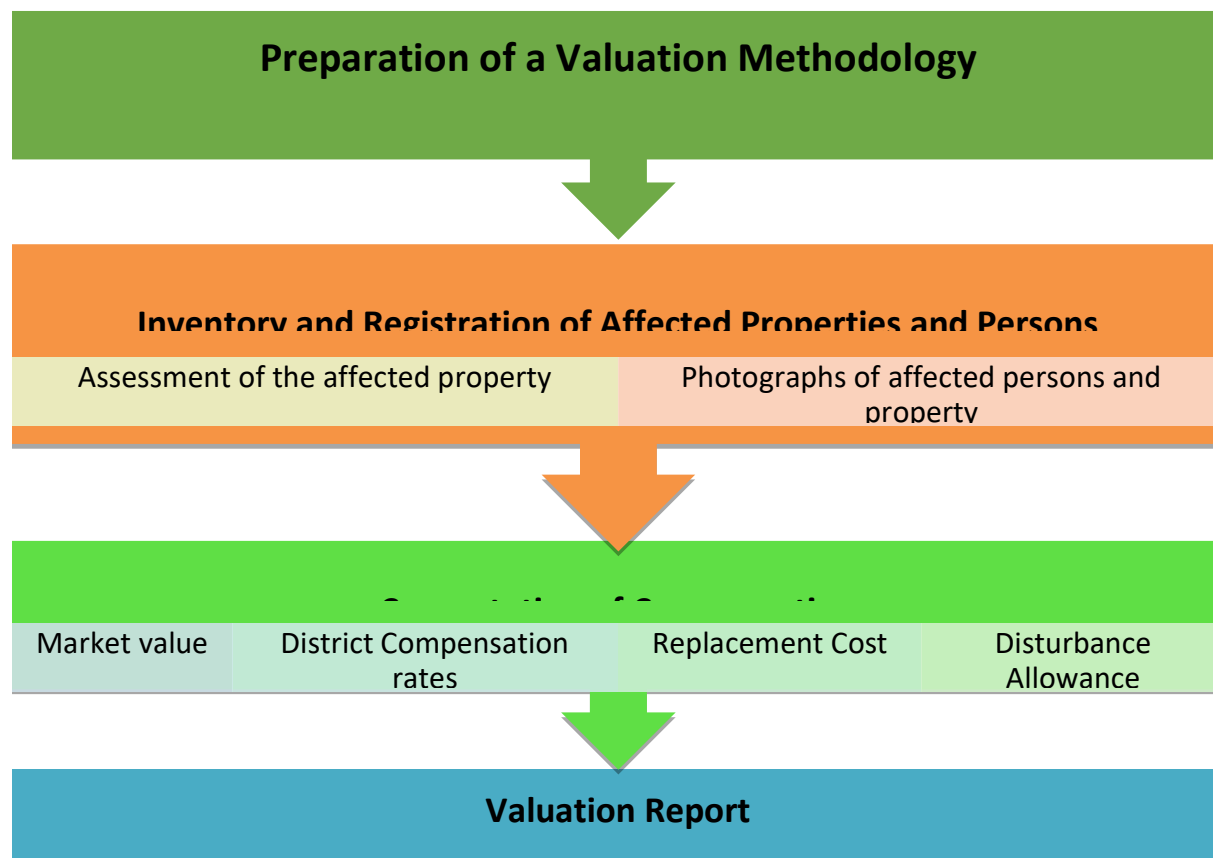 Preparation of a Valuation Methodology
Inventory and Registration of Affected Properties and Persons
Assessment of the affected property
Photographs of affected persons and
property
of
Market value
District Compensation
rates
Replacement Cost
Disturbance
Allowance
Valuation Report